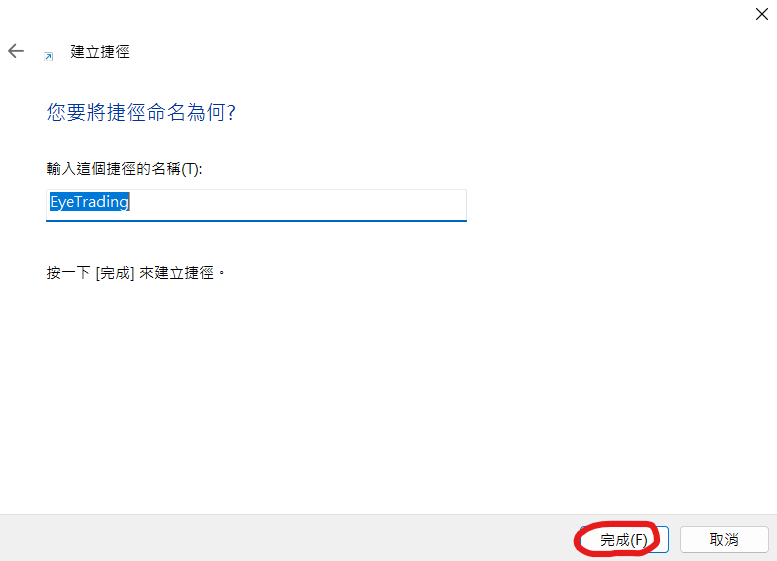 建立捷徑
您要將捷徑命名為何?
輸入這個捷徑的名稱(T):
EyeTrading
按一下 [完成] 來建立捷徑。
完成(F)
取消